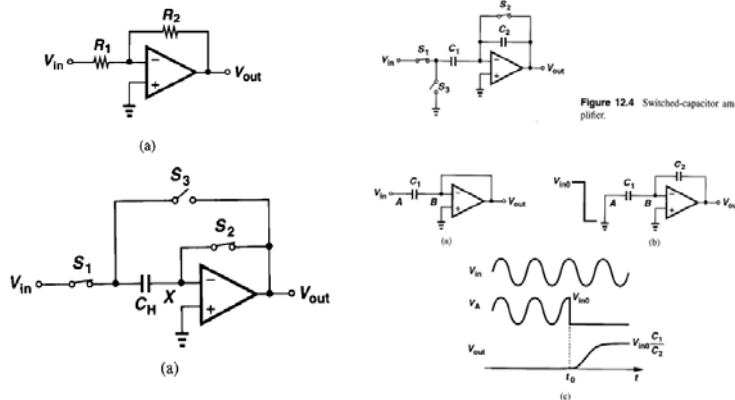 R2
R1
Vin
Vout
(a)
S3
S2
S1
Vin
CH
X
Vout
(a)
S2
C2
S1
C1
Vin
Vout
S3
Figure 12.4 Switched-capacitor am
plifier.
C1
Vin
A
B
Vout
(a)
Vin0
C2
C1
A
B
Vou
(b)
Vin
VA
Vin0
Vout
Vin0 C1
C2
t0
t
(c)